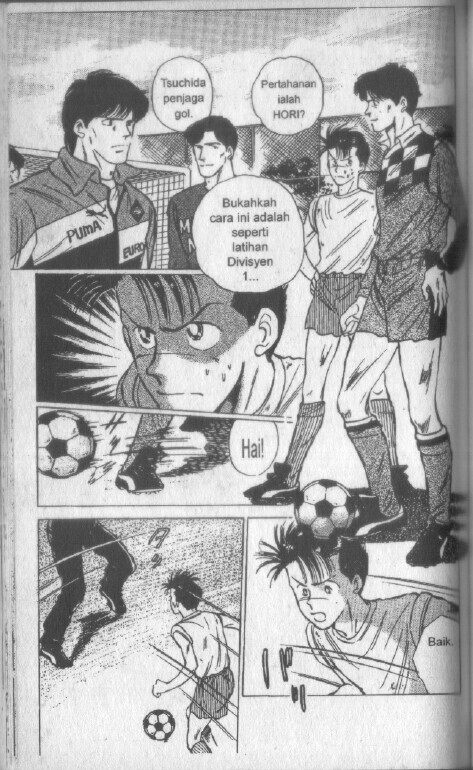 Tsuchida
penjaga
gol.
Pertahanan
ialah
HORI?
Bukahkah
cara ini adalah
seperti
latihan
Divisyen
1...
PUMA
EURO
Hai!
Baik.